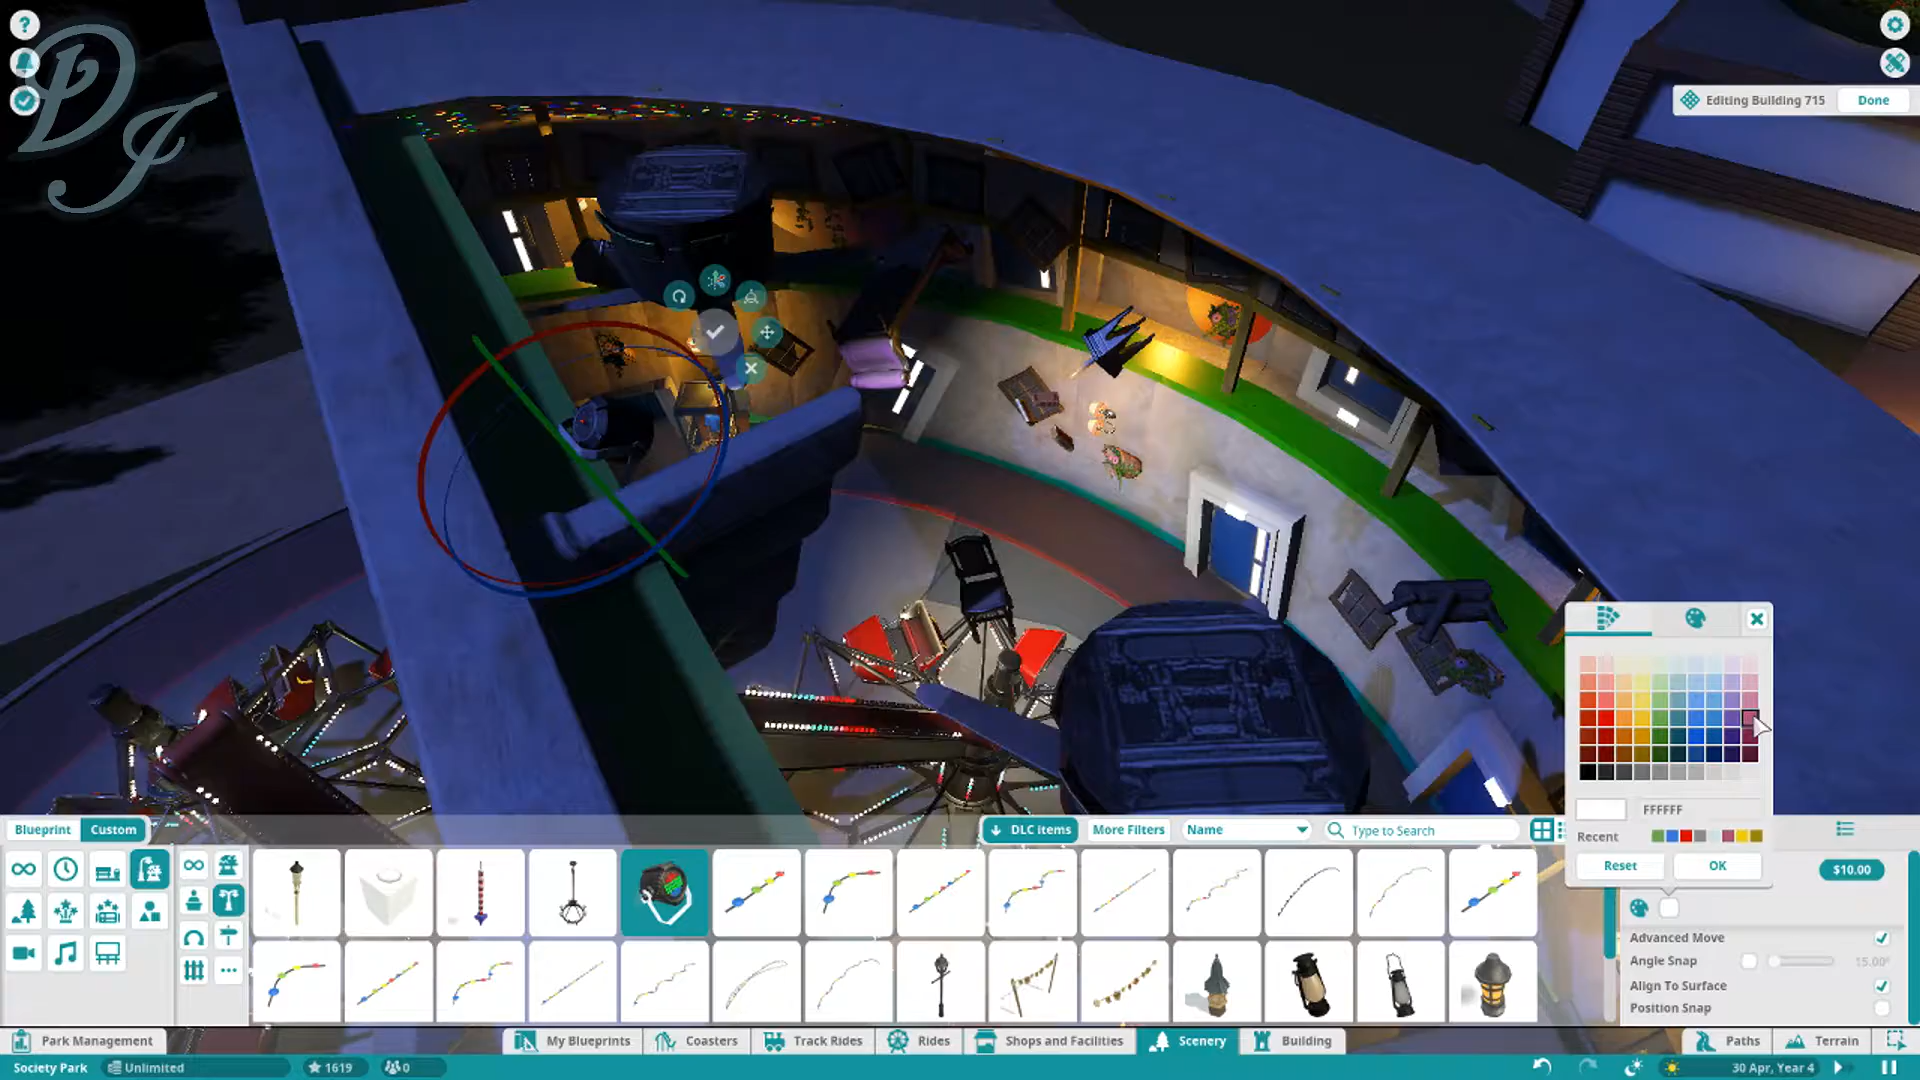 ?
DJ
Editing Building 715
Done
FFFFFF
Recent
Reset
OK
Blueprint
Custom
DLC items
More Filters
Name
Type to Search
$10.00
Advanced Move
Angle Snap
15.00°
Align To Surface
Position Snap
Park Management
My Blueprints
Coasters
Track Rides
Rides
Shops and Facilities
Scenery
Building
Paths
Terrain
Society Park
Unlimited
1619
0
30 Apr, Year 4